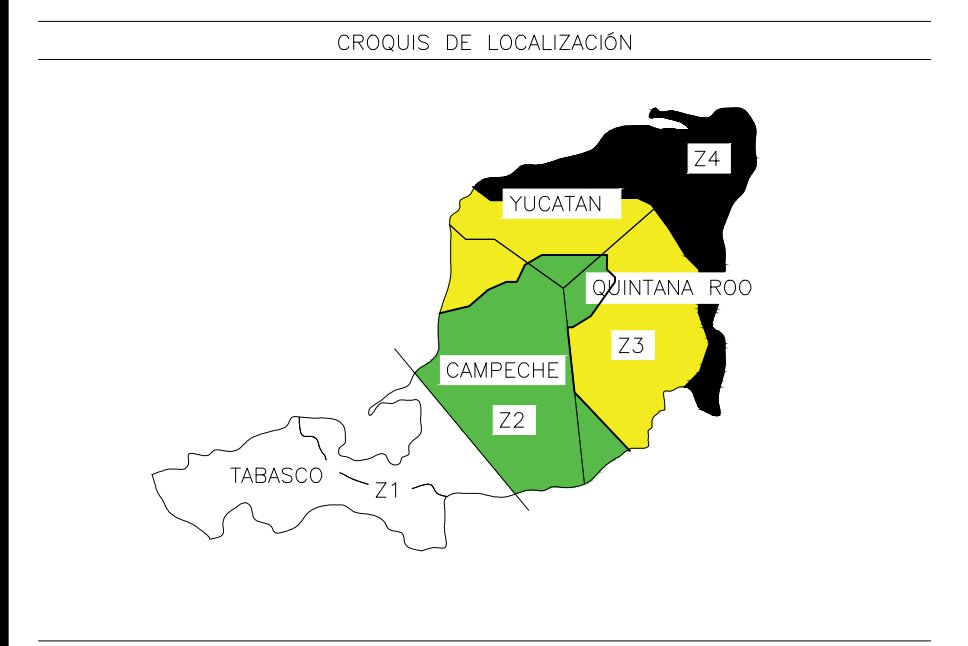 CROQUIS DE LOCALIZACIÓN
Z4
YUCATAN
QUINTANA ROO
Z3
CAMPECHE
Z2
TABASCO
Z1